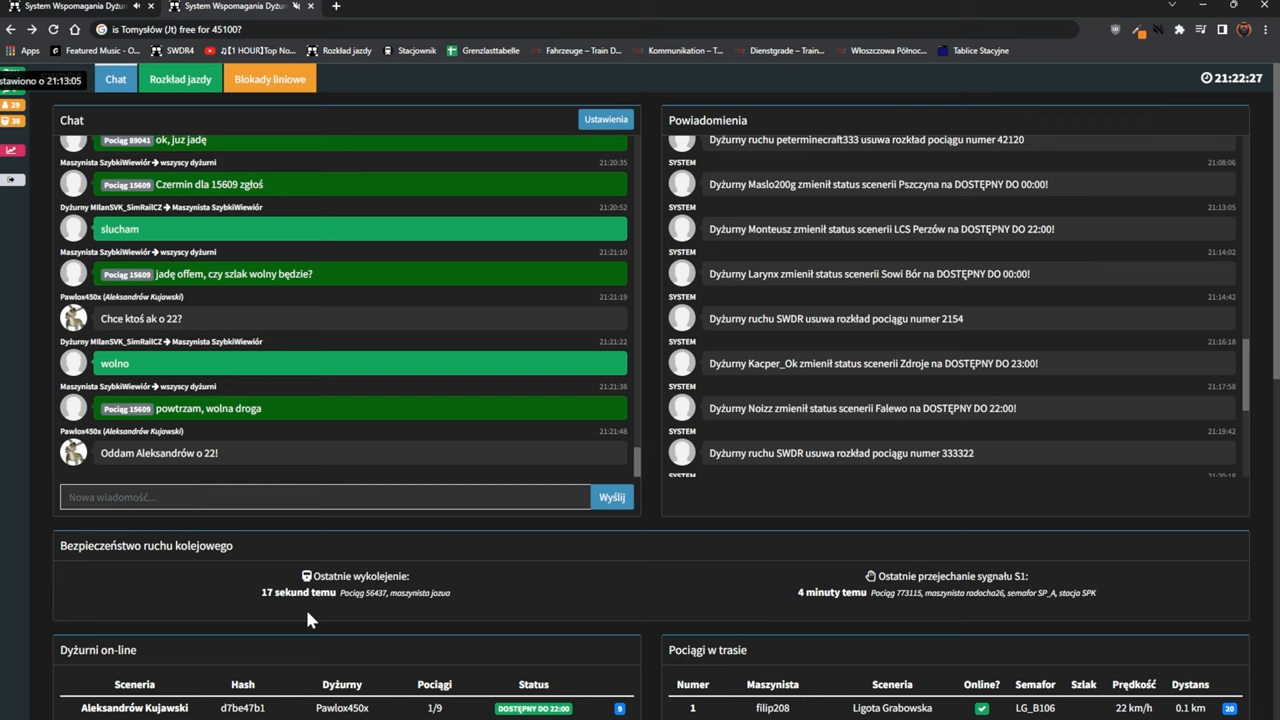 System Wspomagania Dyżur
System Wspomagania Dyżur
is Tomysłów (Jt) free for 45100?
Apps
Featured Music - O...
SWDR4
[1 HOUR] Top No...
Rozkład jazdy
Stacjownik
Grenzlasttabelle
Fahrzeuge – Train D...
Kommunikation – T...
Dienstgrade – Train...
Włoszczowa Północ...
Tablice Stacyjne
stawiono o 21:13:05
Chat
Rozkład jazdy
Blokady liniowe
21:22:27
29
38
Chat
Ustawienia
Pociąg 89041 ok, juz jadę
Maszynista SzybkiWiewiór → wszyscy dyżurni 21:20:35
Pociąg 15609 Czermin dla 15609 zgłoś
Dyżurny MIlanSVK_SimRailCZ → Maszynista SzybkiWiewiór 21:20:52
slucham
Maszynista SzybkiWiewiór → wszyscy dyżurni 21:21:10
Pociąg 15609 jadę offem, czy szlak wolny będzie?
Pawlox450x (Aleksandrów Kujawski) 21:21:19
Chce ktoś ak o 22?
Dyżurny MIlanSVK_SimRailCZ → Maszynista SzybkiWiewiór 21:21:22
wolno
Maszynista SzybkiWiewiór → wszyscy dyżurni 21:21:38
Pociąg 15609 powtrzam, wolna droga
Pawlox450x (Aleksandrów Kujawski) 21:21:48
Oddam Aleksandrów o 22!
Nowa wiadomość...
Wyślij
Powiadomienia
Dyżurny ruchu peterminecraft333 usuwa rozkład pociągu numer 42120
SYSTEM 21:08:06
Dyżurny Maslo200g zmienił status scenerii Pszczyna na DOSTĘPNY DO 00:00!
SYSTEM 21:13:05
Dyżurny Monteusz zmienił status scenerii LCS Perzów na DOSTĘPNY DO 22:00!
SYSTEM 21:14:02
Dyżurny Larynx zmienił status scenerii Sowi Bór na DOSTĘPNY DO 00:00!
SYSTEM 21:14:42
Dyżurny ruchu SWDR usuwa rozkład pociągu numer 2154
SYSTEM 21:16:18
Dyżurny Kacper_Ok zmienił status scenerii Zdroje na DOSTĘPNY DO 23:00!
SYSTEM 21:17:58
Dyżurny Noizz zmienił status scenerii Falewo na DOSTĘPNY DO 22:00!
SYSTEM 21:19:42
Dyżurny ruchu SWDR usuwa rozkład pociągu numer 333322
SYSTEM 21:20:18
Bezpieczeństwo ruchu kolejowego
Ostatnie wykolejenie:
17 sekund temu Pociąg 56437, maszynista jozua
Ostatnie przejechanie sygnału S1:
4 minuty temu Pociąg 773115, maszynista radocha26, semafor SP_A, stacja SPK
Dyżurni on-line
Sceneria Hash Dyżurny Pociągi Status
Aleksandrów Kujawski d7be47b1 Pawlox450x 1/9 DOSTĘPNY DO 22:00 9
Pociągi w trasie
Numer Maszynista Sceneria Online? Semafor Szlak Prędkość Dystans
1 filip208 Ligota Grabowska LG_B106 22 km/h 0.1 km 20